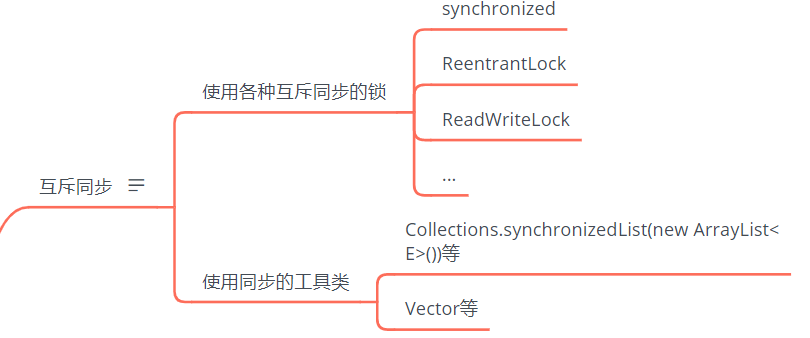 synchronized
ReentrantLock
使用各种互斥同步的锁
ReadWriteLock
...
互斥同步
Collections.synchronizedList(new ArrayList<
E>())等
使用同步的工具类
Vector等